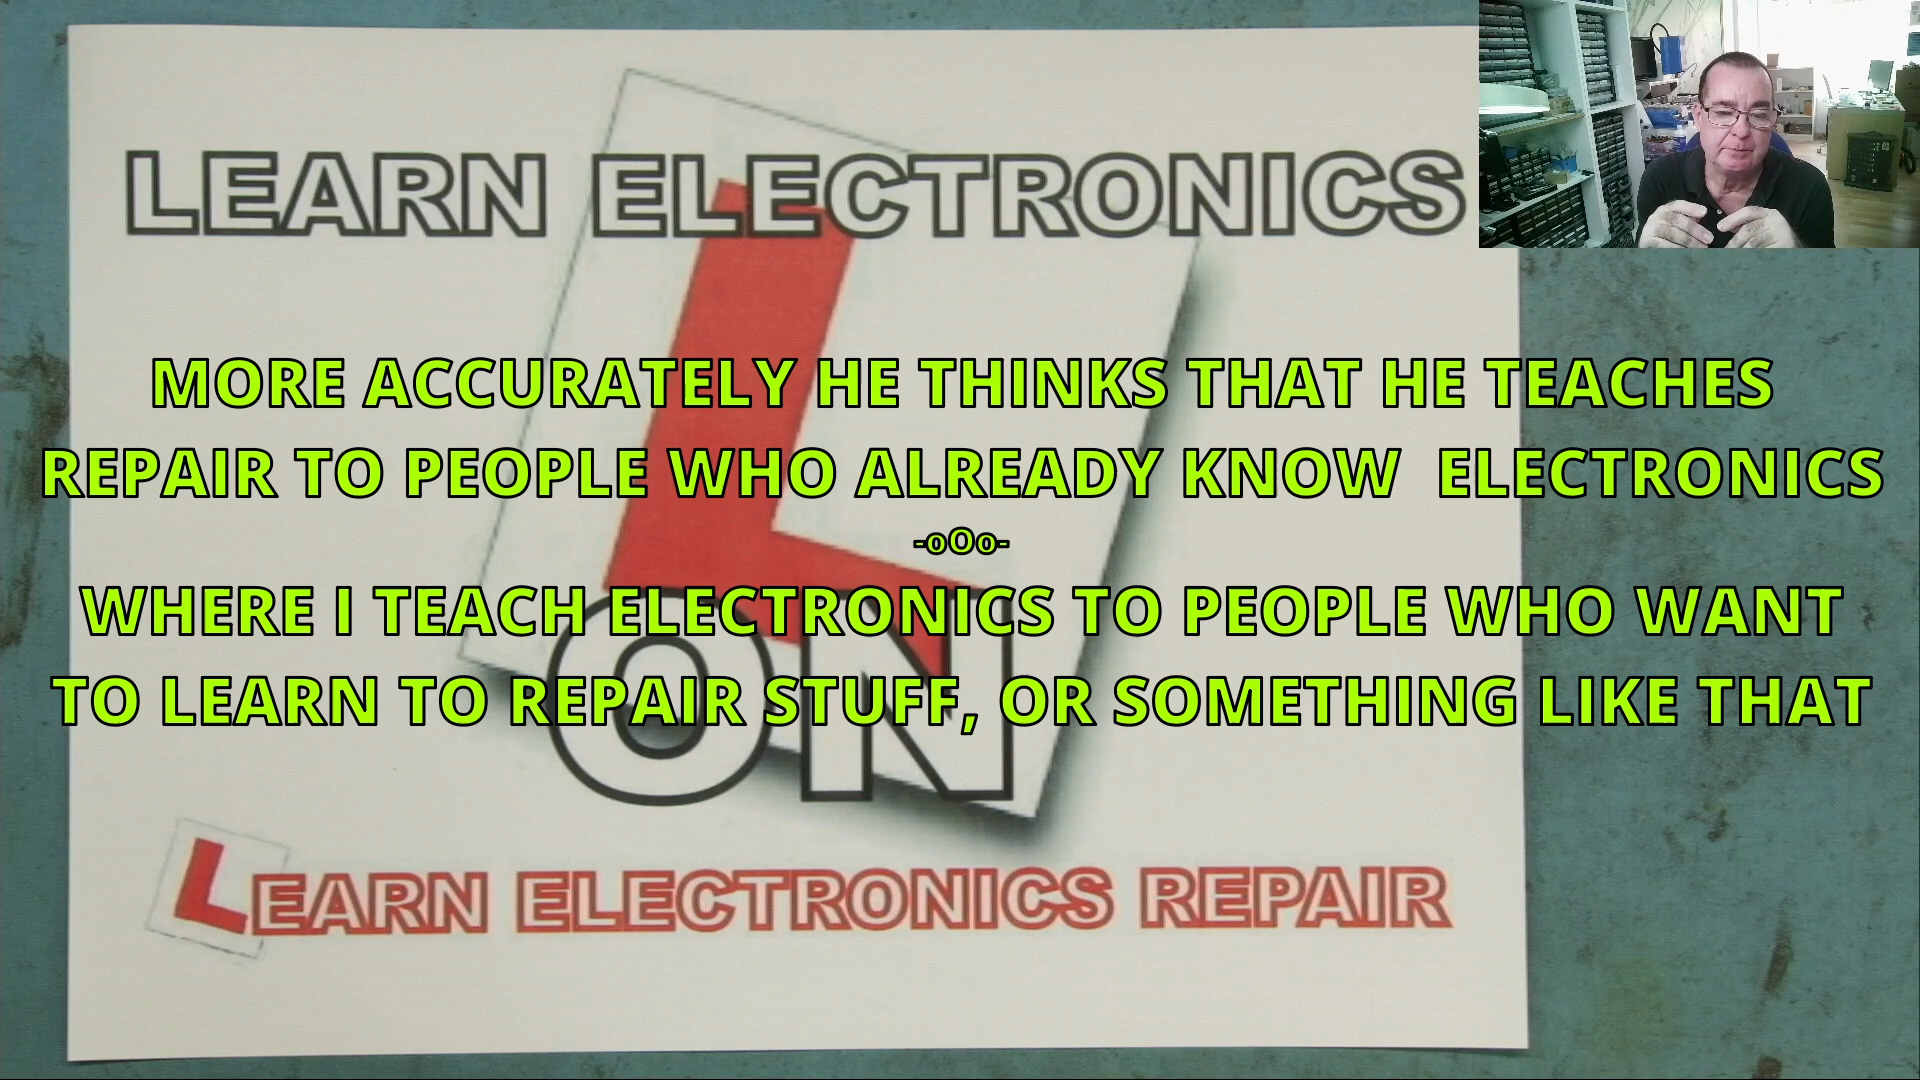 LEARN ELECTRONICS
MORE ACCURATELY HE THINKS THAT HE TEACHES
REPAIR TO PEOPLE WHO ALREADY KNOW  ELECTRONICS
-oOo-
WHERE I TEACH ELECTRONICS TO PEOPLE WHO WANT
TO LEARN TO REPAIR STUFF, OR SOMETHING LIKE THAT
L
ON
LEARN ELECTRONICS REPAIR